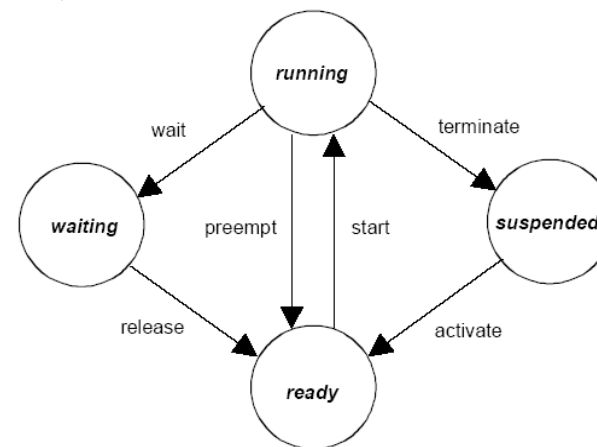 running
wait
terminate
waiting
preempt
start
suspended
release
activate
ready